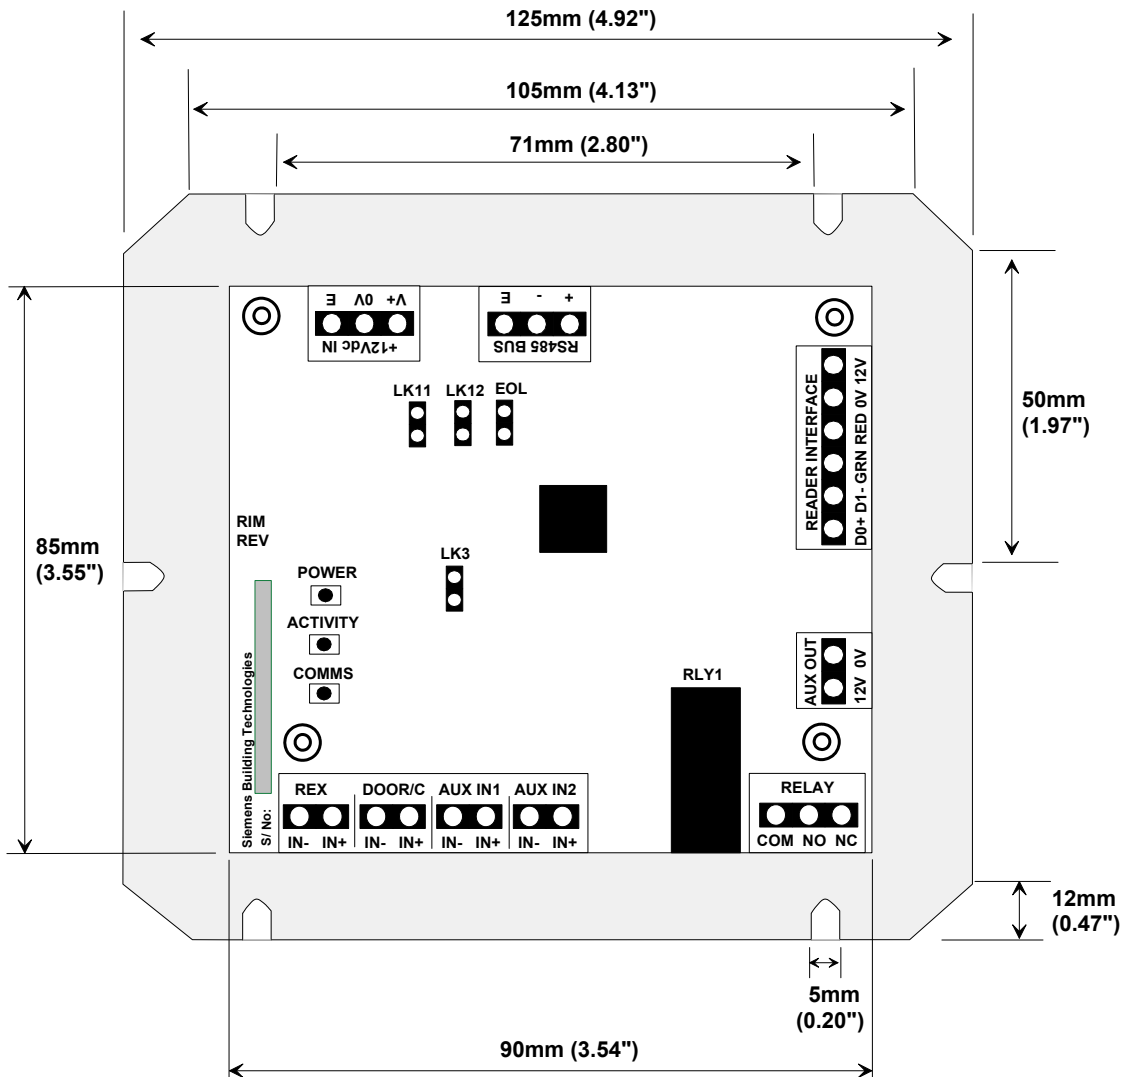 125mm (4.92")
105mm (4.13")
71mm (2.80")
E 0V V+
+12Vdc IN
E - +
RS485 BUS
LK11 LK12 EOL
READER INTERFACE
D0+ D1- GRN RED 0V 12V
50mm
(1.97")
85mm
(3.55")
RIM
REV
LK3
POWER
ACTIVITY
COMMS
Siemens Building Technologies
S/ No:
AUX OUT
12V 0V
RLY1
REX DOOR/C AUX IN1 AUX IN2
IN- IN+ IN- IN+ IN- IN+ IN- IN+
RELAY
COM NO NC
12mm
(0.47")
5mm
(0.20")
90mm (3.54")